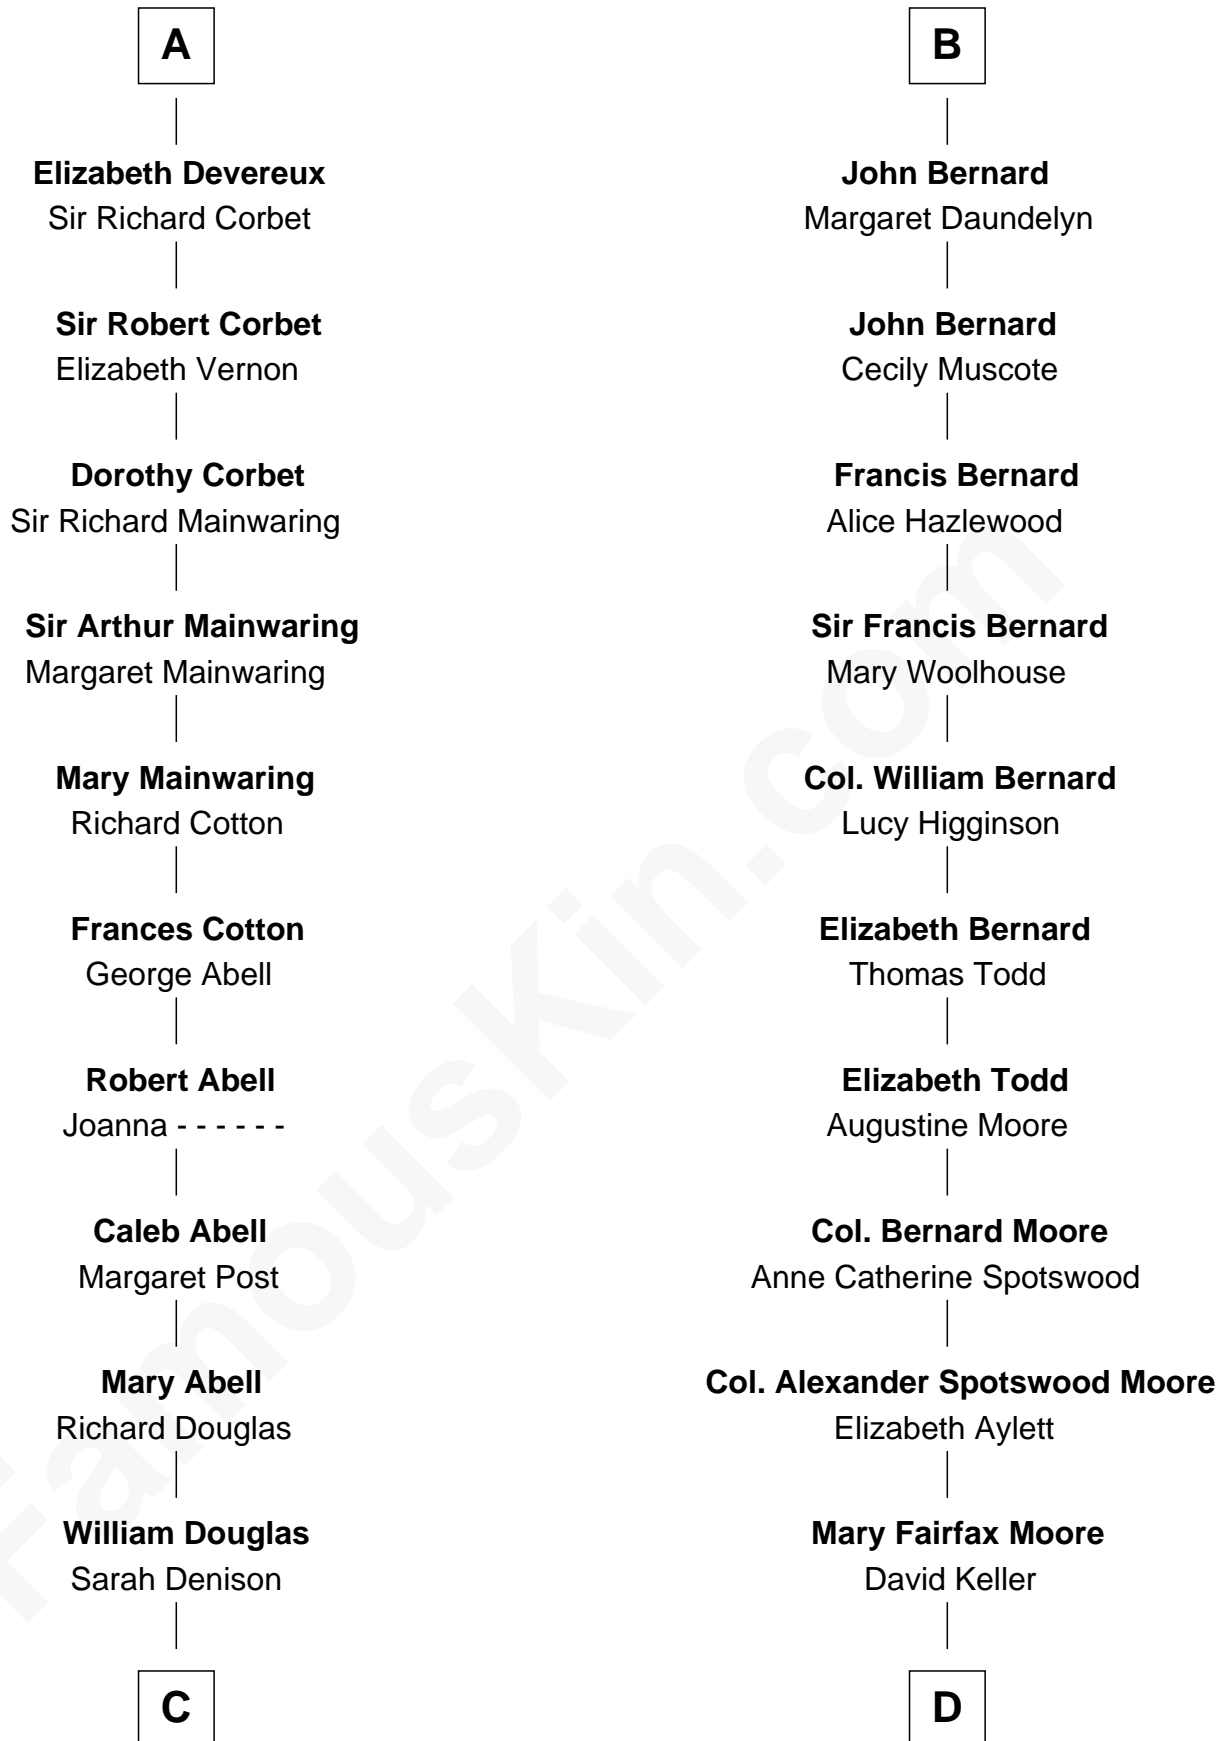 A
Elizabeth Devereux
Sir Richard Corbet
Sir Robert Corbet
Elizabeth Vernon
Dorothy Corbet
Sir Richard Mainwaring
Sir Arthur Mainwaring
Margaret Mainwaring
Mary Mainwaring
Richard Cotton
Frances Cotton
George Abell
Robert Abell
Joanna - - - - - -
Caleb Abell
Margaret Post
Mary Abell
Richard Douglas
William Douglas
Sarah Denison
C
B
John Bernard
Margaret Daundelyn
John Bernard
Cecily Muscote
Francis Bernard
Alice Hazlewood
Sir Francis Bernard
Mary Woolhouse
Col. William Bernard
Lucy Higginson
Elizabeth Bernard
Thomas Todd
Elizabeth Todd
Augustine Moore
Col. Bernard Moore
Anne Catherine Spotswood
Col. Alexander Spotswood Moore
Elizabeth Aylett
Mary Fairfax Moore
David Keller
D
FamousKin.com